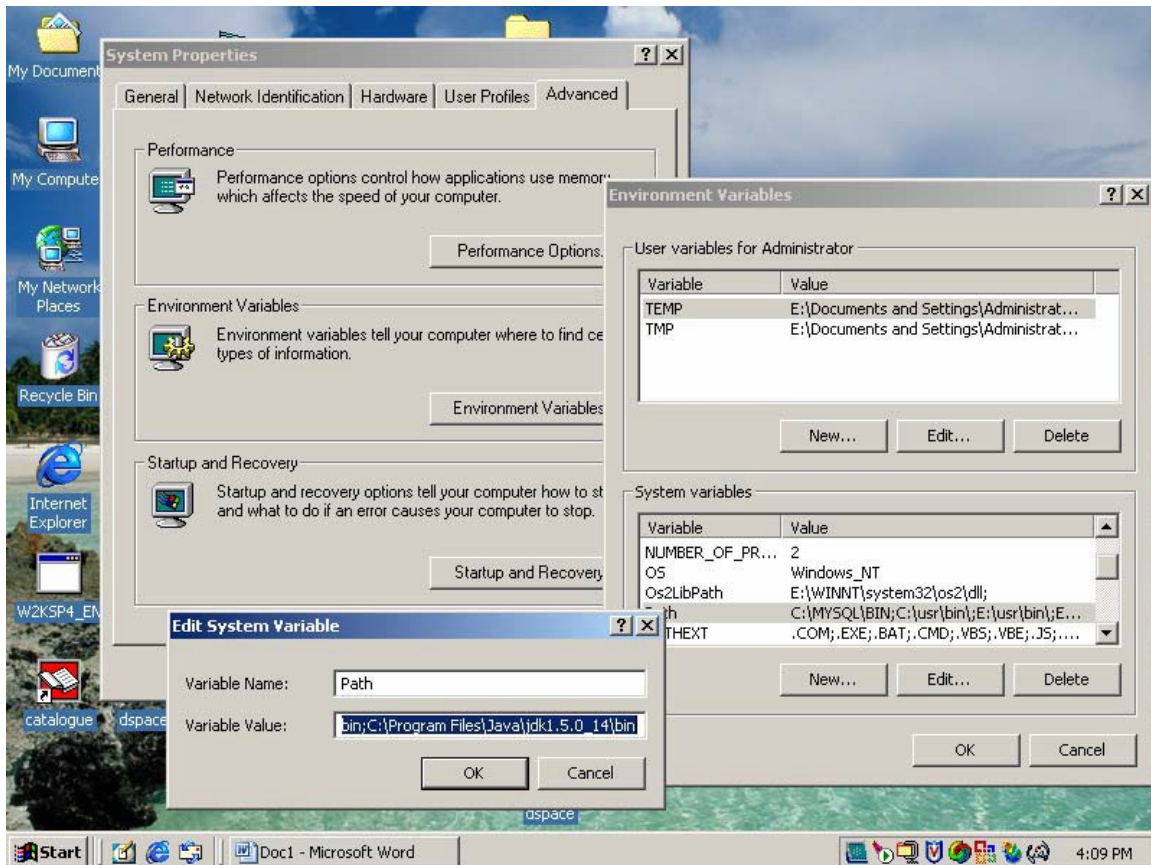 My Document
My Compute
My Network
Places
Recycle Bin
Internet
Explorer
W2KSP4_EN
catalogue
dspace
System Properties
General
Network Identification
Hardware
User Profiles
Advanced
Performance
Performance options control how applications use memory,
which affects the speed of your computer.
Performance Options.
Environment Variables
Environment variables tell your computer where to find ce
types of information.
Environment Variables
Startup and Recovery
Startup and recovery options tell your computer how to st
and what to do if an error causes your computer to stop.
Startup and Recovery
Environment Variables
User variables for Administrator
Variable Value
TEMP E:\Documents and Settings\Administrat...
TMP E:\Documents and Settings\Administrat...
New... Edit... Delete
System variables
Variable Value
NUMBER_OF_PR... 2
OS Windows_NT
Os2LibPath E:\WINNT\system32\os2\dll;
C:\MYSQL\BIN;C:\usr\bin\;E:\usr\bin\;E...
THEXT .COM;.EXE;.BAT;.CMD;.VBS;.VBE;.JS;....
New... Edit... Delete
OK Cancel
Edit System Variable
Variable Name: Path
Variable Value: bin;C:\Program Files\Java\jdk1.5.0_14\bin
OK Cancel
dspace
Start
Doc1 - Microsoft Word
4:09 PM